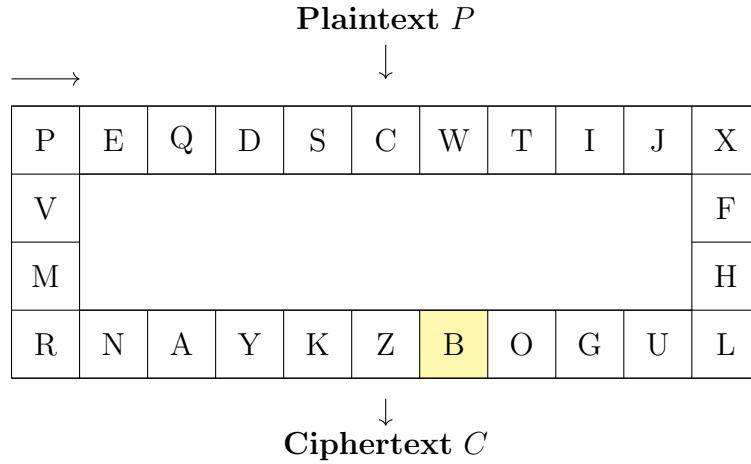 Plaintext P
P E Q D S C W T I J X
V F
M H
R N A Y K Z B O G U L
Ciphertext C